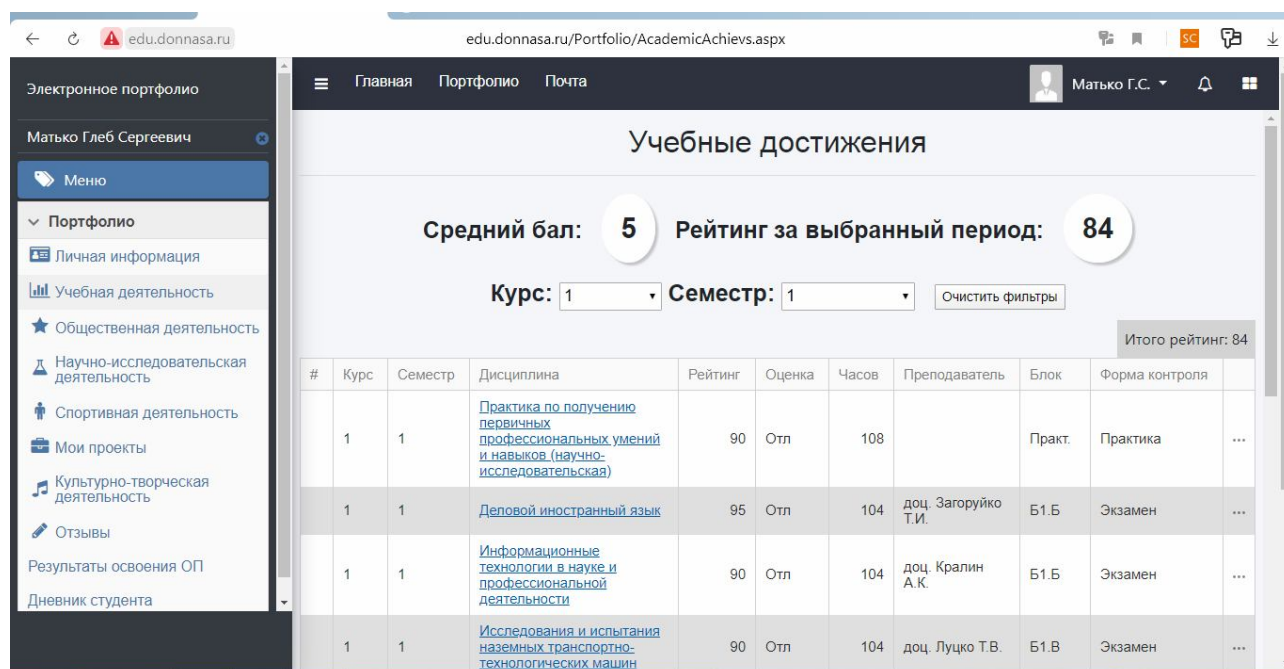 edu.donnasa.ru
edu.donnasa.ru/Portfolio/AcademicAchievs.aspx
SC
Электронное портфолио
Главная Портфолио Почта
Матько Г.С.
Матько Глеб Сергеевич
Меню
Портфолио
Личная информация
Учебная деятельность
Общественная деятельность
Научно-исследовательская
деятельность
Спортивная деятельность
Мои проекты
Культурно-творческая
деятельность
Отзывы
Результаты освоения ОП
Дневник студента
Учебные достижения
Средний бал: 5 Рейтинг за выбранный период: 84
Курс: 1 Семестр: 1 Очистить фильтры
Итого рейтинг: 84
# Курс Семестр Дисциплина Рейтинг Оценка Часов Преподаватель Блок Форма контроля
Практика по получению
первичных
1 1 профессиональных умений 90 Отл 108 Практ. Практика ...
и навыков (научно-
исследовательская)
1 1 Деловой иностранный язык 95 Отл 104 доц. Загоруйко Б1.Б Экзамен ...
Т.И.
Информационные
технологии в науке и
1 1 профессиональной 90 Отл 104 доц. Кралин Б1.Б Экзамен ...
А.К.
деятельности
Исследования и испытания
1 1 наземных транспортно- 90 Отл 104 доц. Луцко Т.В. Б1.В Экзамен ...
технологических машин